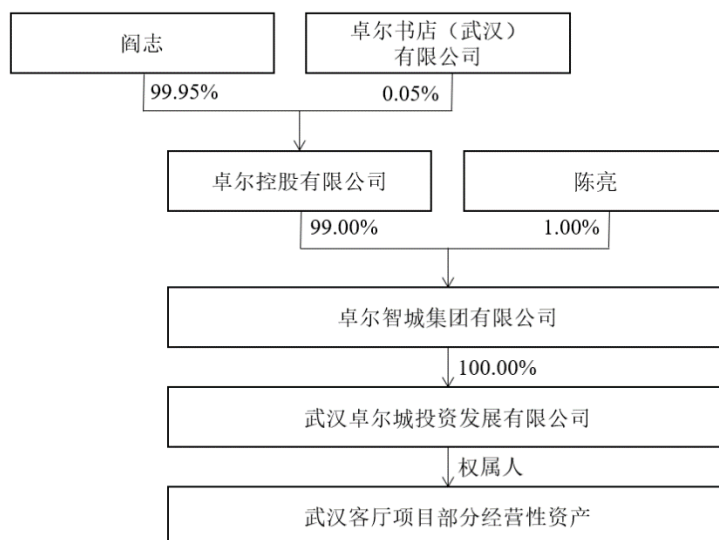 阎志
卓尔书店（武汉）
有限公司
99.95%
0.05%
卓尔控股有限公司
陈亮
99.00%
1.00%
卓尔智城集团有限公司
100.00%
武汉卓尔城投资发展有限公司
权属人
武汉客厅项目部分经营性资产